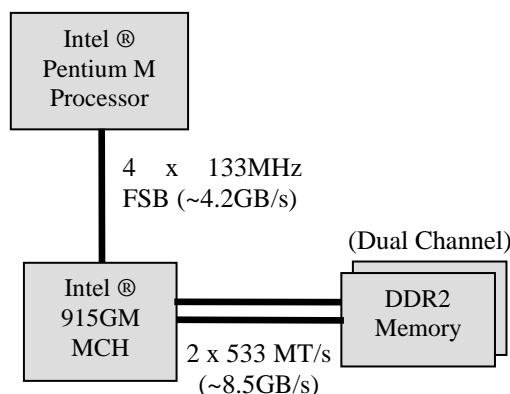 Intel ®
Pentium M
Processor
4 x 133MHz
FSB (~4.2GB/s)
(Dual Channel)
Intel ®
915GM
MCH
DDR2
Memory
2 x 533 MT/s
(~8.5GB/s)